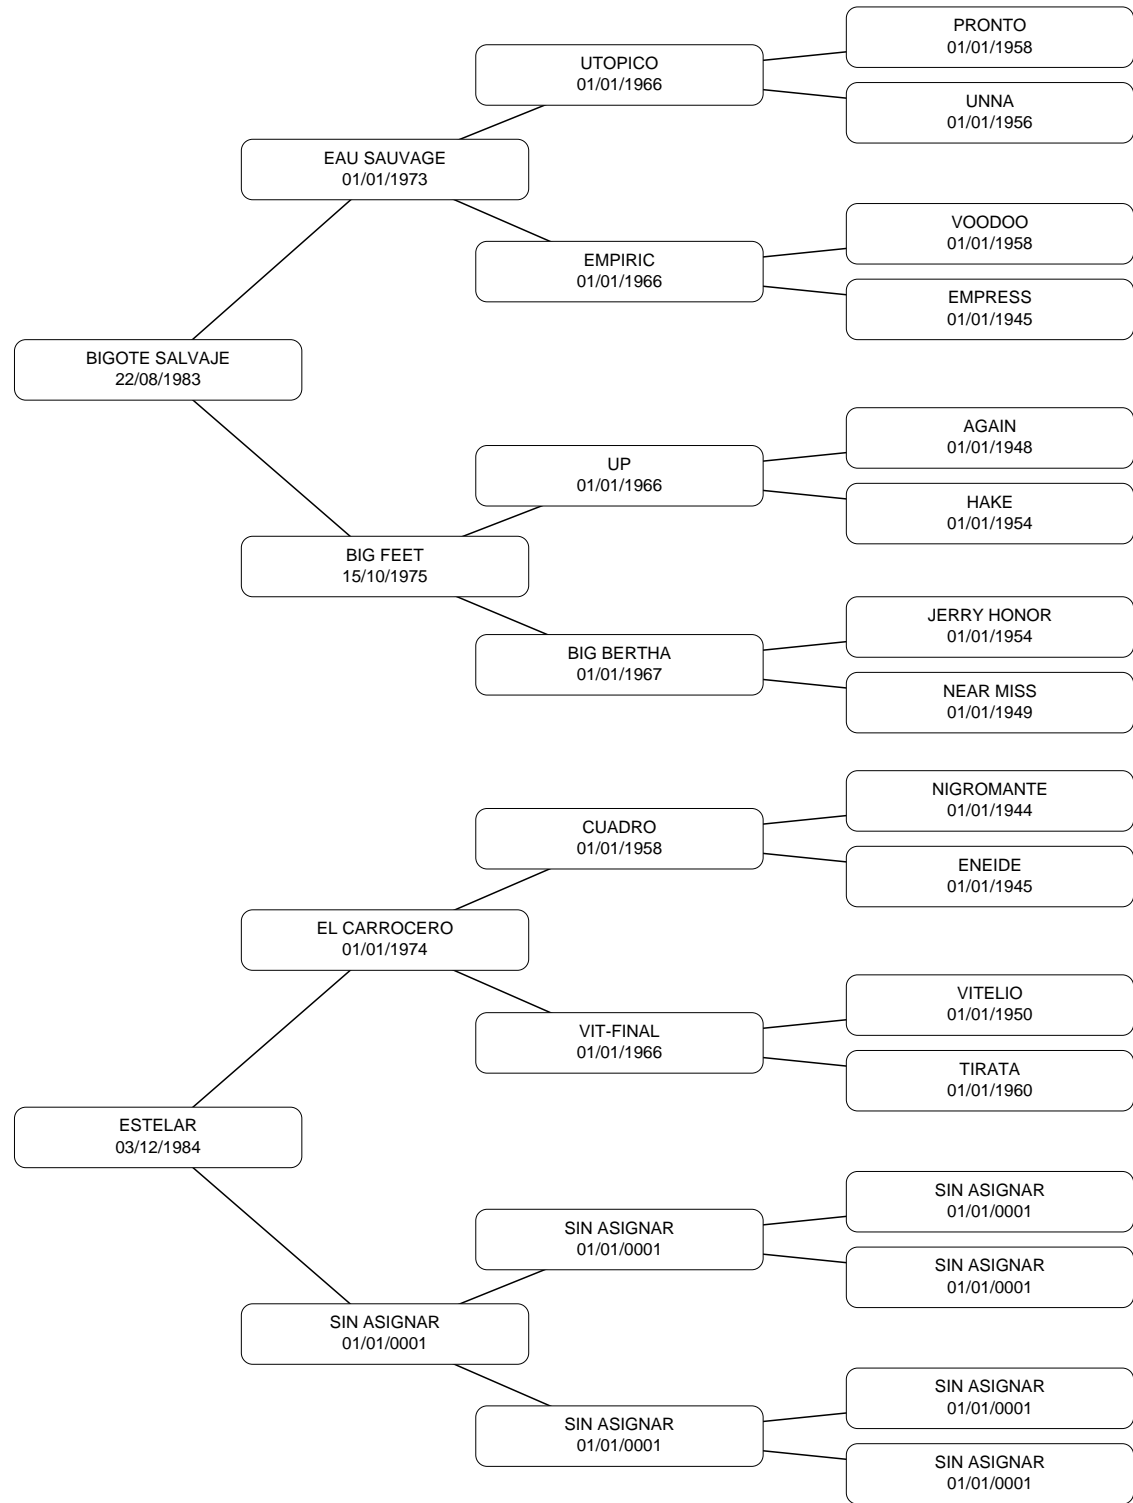 PRONTO
01/01/1958
UTOPICO
01/01/1966
UNNA
01/01/1956
EAU SAUVAGE
01/01/1973
VOODOO
01/01/1958
EMPIRIC
01/01/1966
EMPRESS
01/01/1945
BIGOTE SALVAJE
22/08/1983
AGAIN
01/01/1948
UP
01/01/1966
HAKE
01/01/1954
BIG FEET
15/10/1975
JERRY HONOR
01/01/1954
BIG BERTHA
01/01/1967
NEAR MISS
01/01/1949
NIGROMANTE
01/01/1944
CUADRO
01/01/1958
ENEIDE
01/01/1945
EL CARROCERO
01/01/1974
VITELIO
01/01/1950
VIT-FINAL
01/01/1966
TIRATA
01/01/1960
ESTELAR
03/12/1984
SIN ASIGNAR
01/01/0001
SIN ASIGNAR
01/01/0001
SIN ASIGNAR
01/01/0001
SIN ASIGNAR
01/01/0001
SIN ASIGNAR
01/01/0001
SIN ASIGNAR
01/01/0001
SIN ASIGNAR
01/01/0001